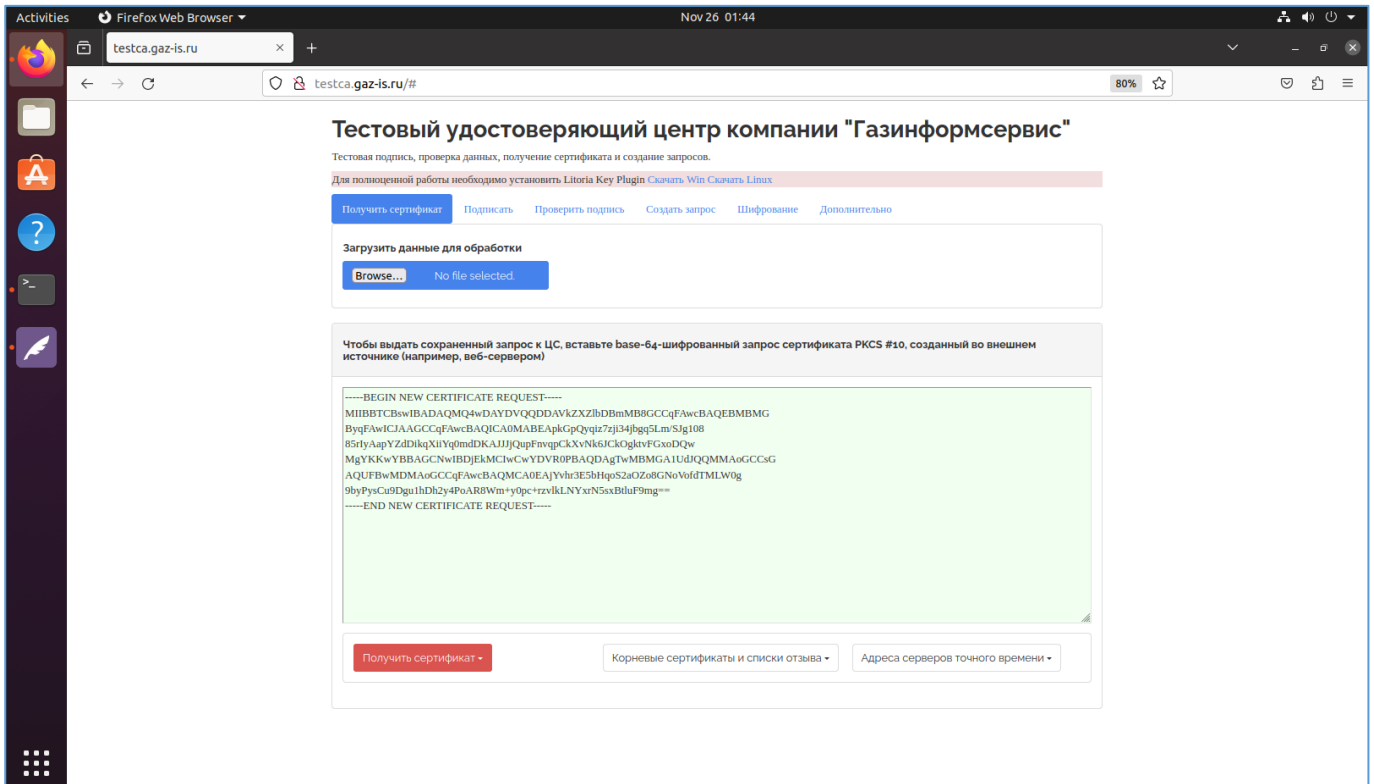 Activities Firefox Web Browser Nov 26 01:44
testca.gaz-is.ru
testca.gaz-is.ru/# 80%
Тестовый удостоверяющий центр компании "Газинформсервис"
Тестовая подпись, проверка данных, получение сертификата и создание запросов.
Для полноценной работы необходимо установить Litoria Key Plugin Скачать Win Скачать Linux
Получить сертификат Подписать Проверить подпись Создать запрос Шифрование Дополнительно
Загрузить данные для обработки
Browse... No file selected.
Чтобы выдать сохраненный запрос к ЦС, вставьте base-64-шифрованный запрос сертификата PKCS #10, созданный во внешнем
источнике (например, веб-сервером)
-----BEGIN NEW CERTIFICATE REQUEST-----
MIIBBTCBswIBADAQMQ4wDAYDVQQDDAVkZXZlbDBmMB8GCCqFAwcBAQEBMBMG
ByqFAwICJAAGCCqFAwcBAQICA0MABEApkGpQyqiz7zji34jbgq5Lm/SJg108
85rIyAapYZdDikqXiiYq0mdDKAJJJjQupFnvqpCkXvNk6JCkOgktvFGxoDQw
MgYKKwYBBAGCNwIBDjEkMCIwCwYDVR0PBAQDAgTwMBMGA1UdJQQMMAoGCCsG
AQUFBwMDMAoGCCqFAwcBAQMCA0EAjYvhr3E5bHqoS2aOZo8GNoVofdTMLW0g
9byPysCu9Dgu1hDh2y4PoAR8Wm+y0pc+rzvlkLNYxrN5sxBtluF9mg==
-----END NEW CERTIFICATE REQUEST-----
Получить сертификат Корневые сертификаты и списки отзыва Адреса серверов точного времени